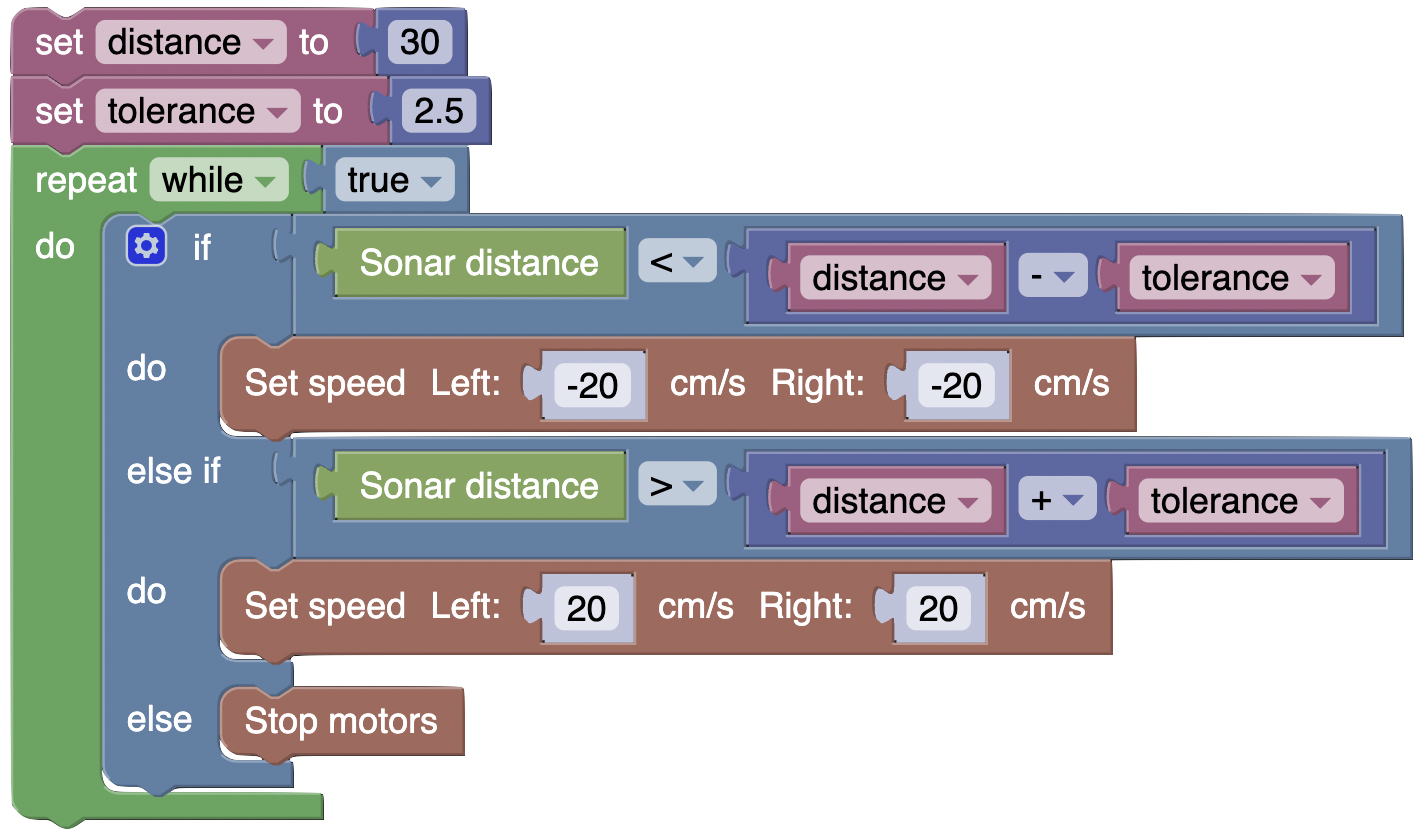 set distance to 30
set tolerance to 2.5
repeat while true
do if Sonar distance < distance - tolerance
do Set speed Left: -20 cm/s Right: -20 cm/s
else if Sonar distance > distance + tolerance
do Set speed Left: 20 cm/s Right: 20 cm/s
else Stop motors